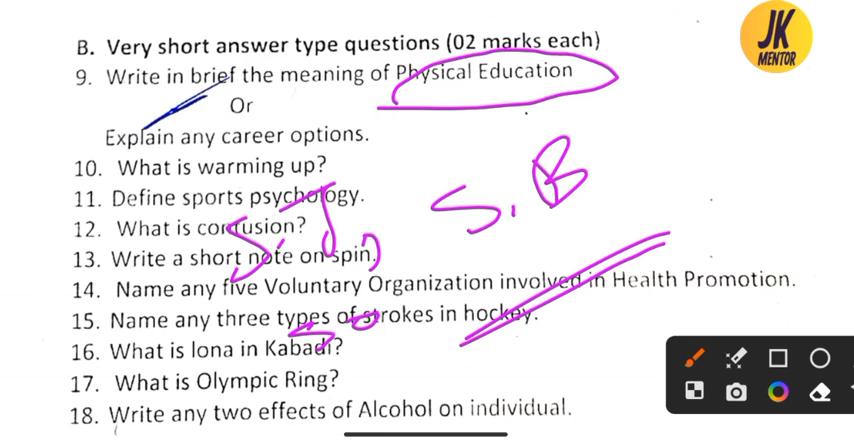 JK
MENTOR
B. Very short answer type questions (02 marks each)
9. Write in brief the meaning of Physical Education
Or
Explain any career options.
10. What is warming up?
11. Define sports psychology.
12. What is contusion?
13. Write a short note on spin.
14. Name any five Voluntary Organization involved in Health Promotion.
15. Name any three types of strokes in hockey.
16. What is lona in Kabadi?
17. What is Olympic Ring?
18. Write any two effects of Alcohol on individual.
S.J, S.B